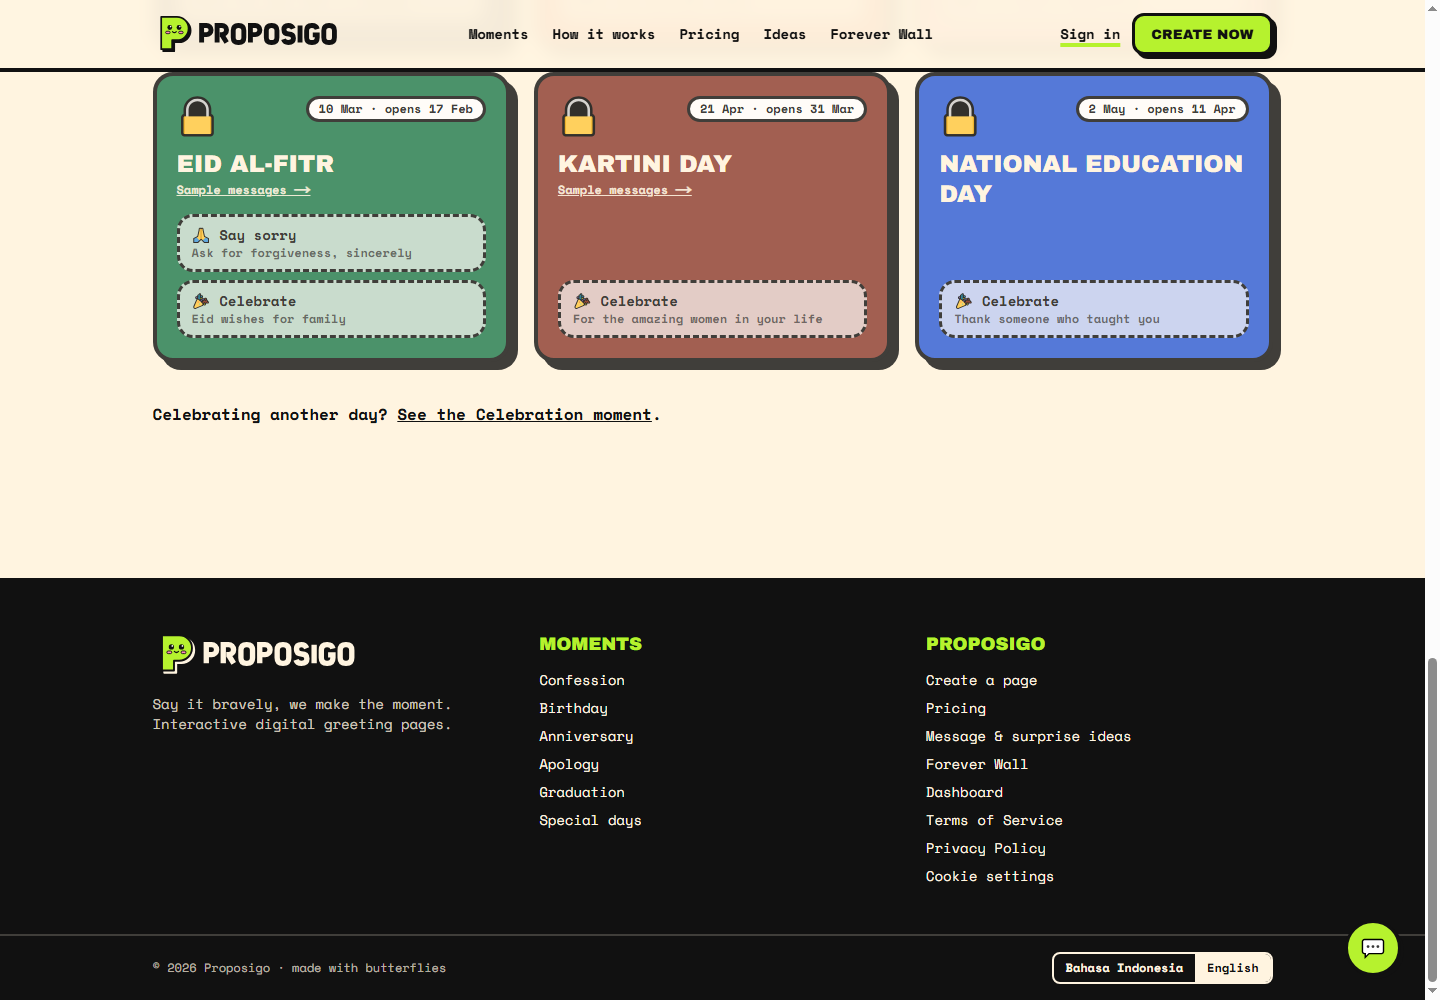 PROPOSIGO
Moments How it works Pricing Ideas Forever Wall
Sign in
CREATE NOW
10 Mar · opens 17 Feb
EID AL-FITR
Sample messages ⟶
Say sorry
Ask for forgiveness, sincerely
Celebrate
Eid wishes for family
21 Apr · opens 31 Mar
KARTINI DAY
Sample messages ⟶
Celebrate
For the amazing women in your life
2 May · opens 11 Apr
NATIONAL EDUCATION
DAY
Celebrate
Thank someone who taught you
Celebrating another day? See the Celebration moment.
PROPOSIGO
Say it bravely, we make the moment.
Interactive digital greeting pages.
MOMENTS
Confession
Birthday
Anniversary
Apology
Graduation
Special days
PROPOSIGO
Create a page
Pricing
Message & surprise ideas
Forever Wall
Dashboard
Terms of Service
Privacy Policy
Cookie settings
© 2026 Proposigo · made with butterflies
Bahasa Indonesia English